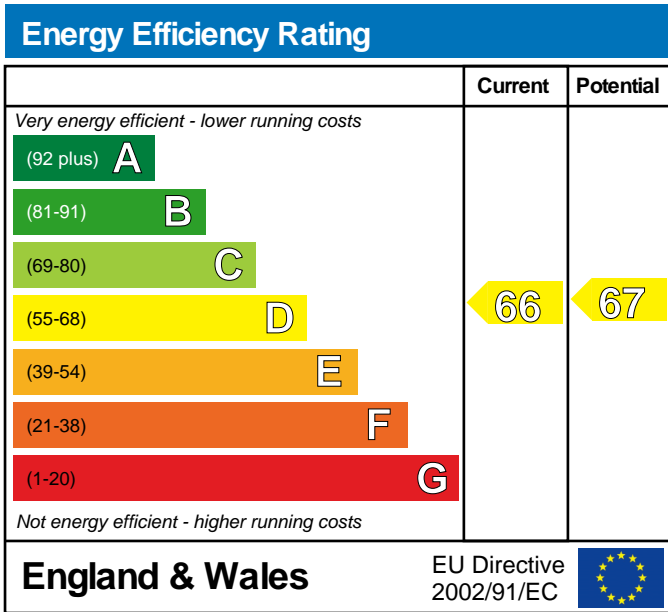 Energy Efficiency Rating
Current Potential
Very energy efficient - lower running costs
(92 plus) A
(81-91) B
(69-80) C
(55-68) D
66 67
(39-54) E
(21-38) F
(1-20) G
Not energy efficient - higher running costs
England & Wales
EU Directive
2002/91/EC